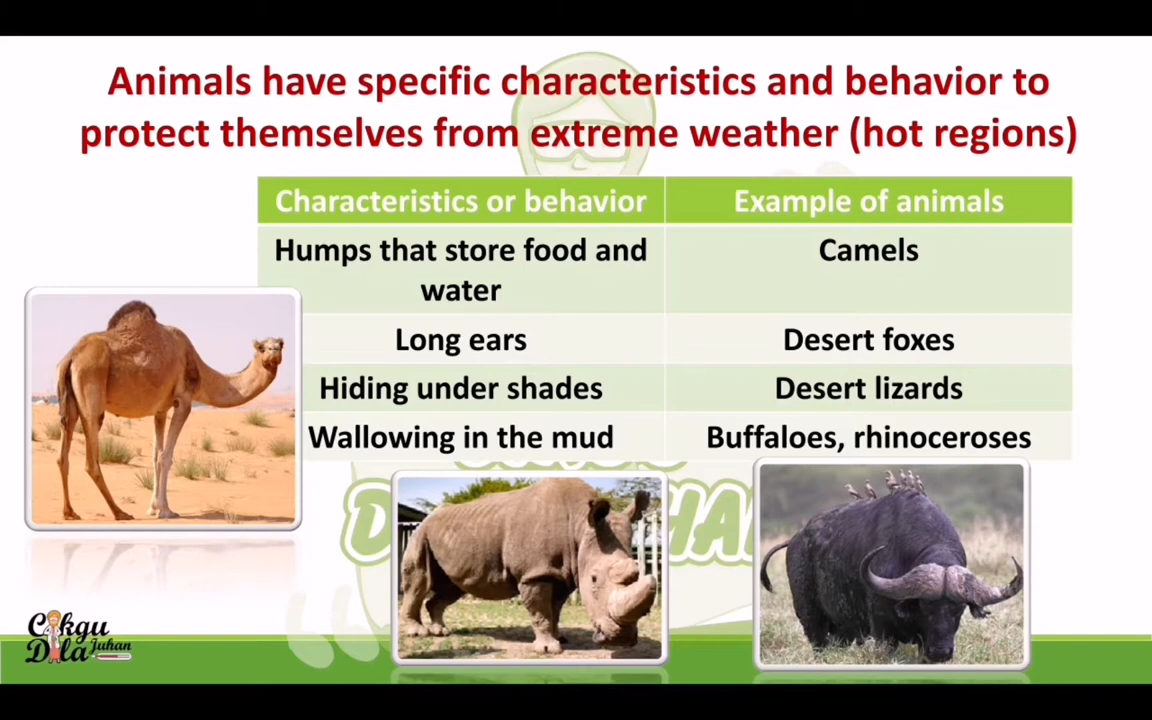 Animals have specific characteristics and behavior to
protect themselves from extreme weather (hot regions)
Characteristics or behavior
Example of animals
Humps that store food and
water
Camels
Long ears
Desert foxes
Hiding under shades
Desert lizards
Wallowing in the mud
Buffaloes, rhinoceroses
Cikgu
Dila Juhan